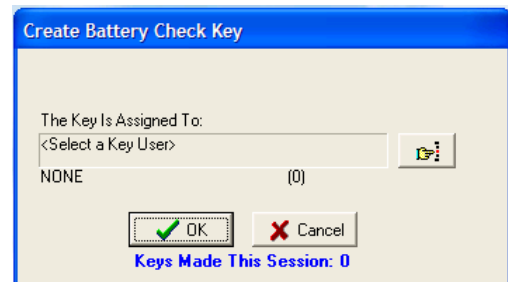 Create Battery Check Key
The Key Is Assigned To:
<Select a Key User>
NONE (0)
OK Cancel
Keys Made This Session: 0